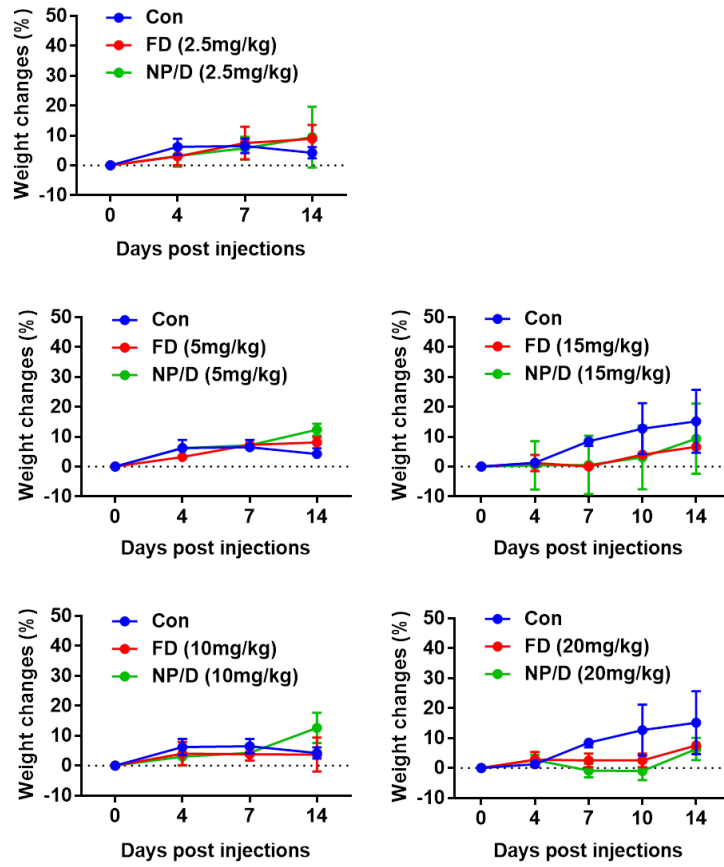 Con
FD (2.5mg/kg)
NP/D (2.5mg/kg)
Weight changes (%)
50
40
30
20
10
0
-10
0 4 7 14
Days post injections
Con
FD (5mg/kg)
NP/D (5mg/kg)
Weight changes (%)
50
40
30
20
10
0
-10
0 4 7 14
Days post injections
Con
FD (15mg/kg)
NP/D (15mg/kg)
Weight changes (%)
50
40
30
20
10
0
-10
0 4 7 10 14
Days post injections
Con
FD (10mg/kg)
NP/D (10mg/kg)
Weight changes (%)
50
40
30
20
10
0
-10
0 4 7 14
Days post injections
Con
FD (20mg/kg)
NP/D (20mg/kg)
Weight changes (%)
50
40
30
20
10
0
-10
0 4 7 10 14
Days post injections